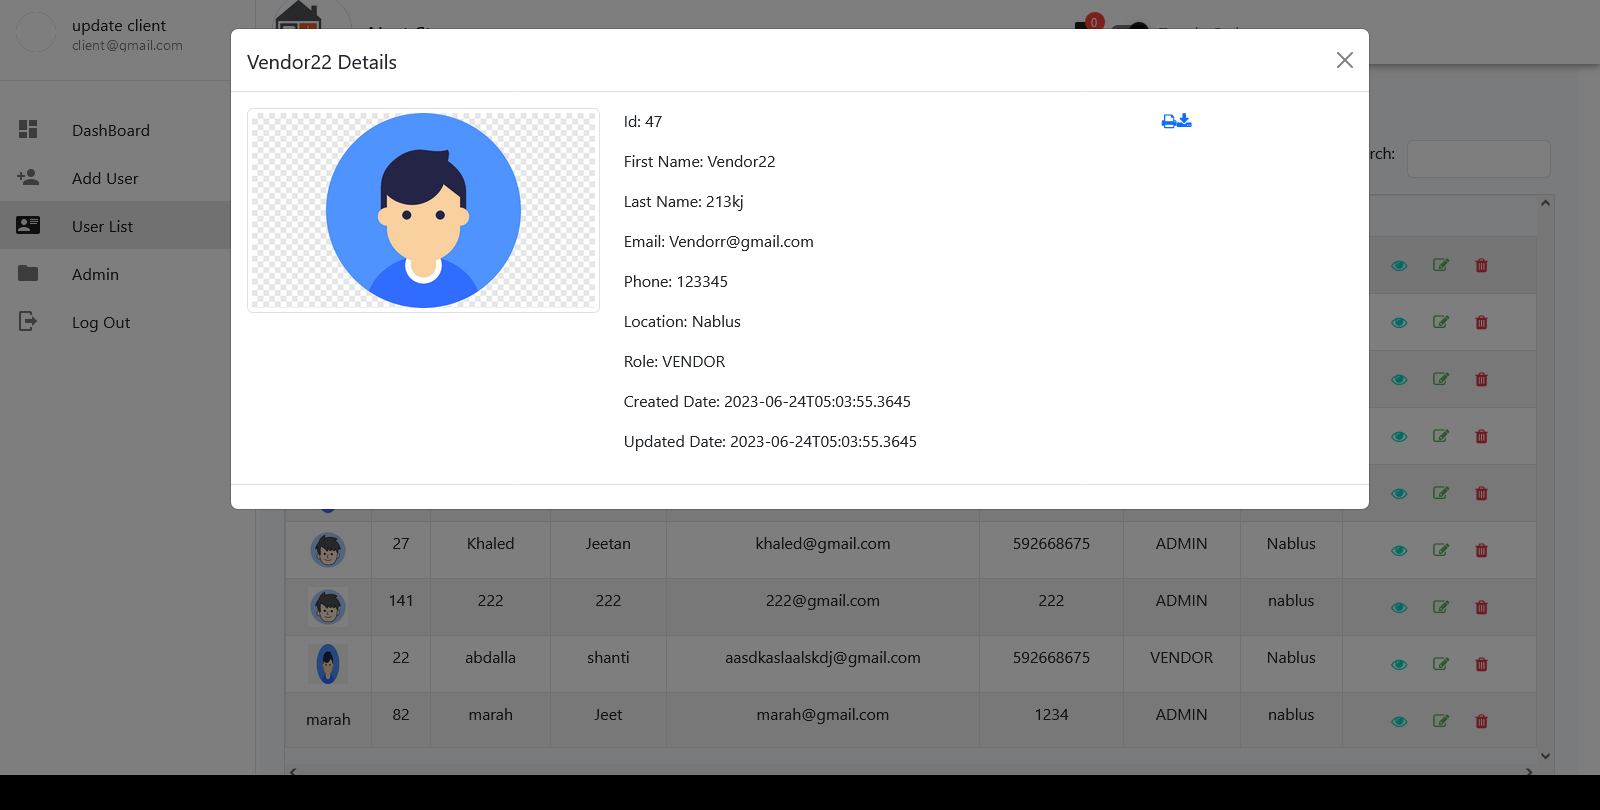 update client
client@gmail.com
0
Vendor22 Details
DashBoard
Add User
User List
Admin
Log Out
Id: 47
First Name: Vendor22
Last Name: 213kj
Email: Vendorr@gmail.com
Phone: 123345
Location: Nablus
Role: VENDOR
Created Date: 2023-06-24T05:03:55.3645
Updated Date: 2023-06-24T05:03:55.3645
rch:
27 Khaled Jeetan khaled@gmail.com 592668675 ADMIN Nablus
141 222 222 222@gmail.com 222 ADMIN nablus
22 abdalla shanti aasdkaslaalskdj@gmail.com 592668675 VENDOR Nablus
marah 82 marah Jeet marah@gmail.com 1234 ADMIN nablus